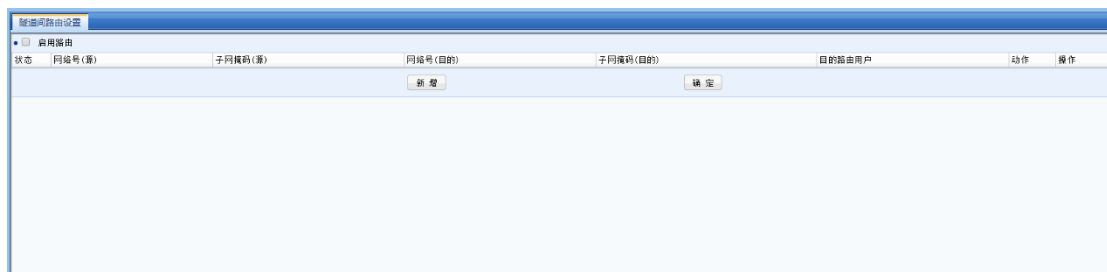 隧道间路由设置
启用路由
状态 网络号(源) 子网掩码(源) 网络号(目的) 子网掩码(目的) 目的路由用户 动作 操作
新增 确定